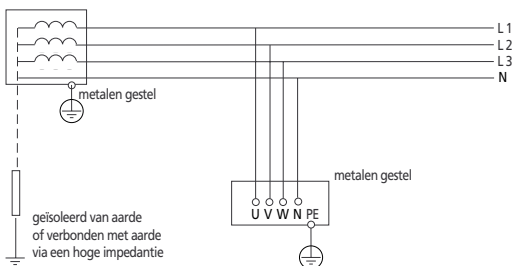 L1
L2
L3
N
metalen gestel
metalen gestel
U V W N PE
geïsoleerd van aarde
of verbonden met aarde
via een hoge impedantie